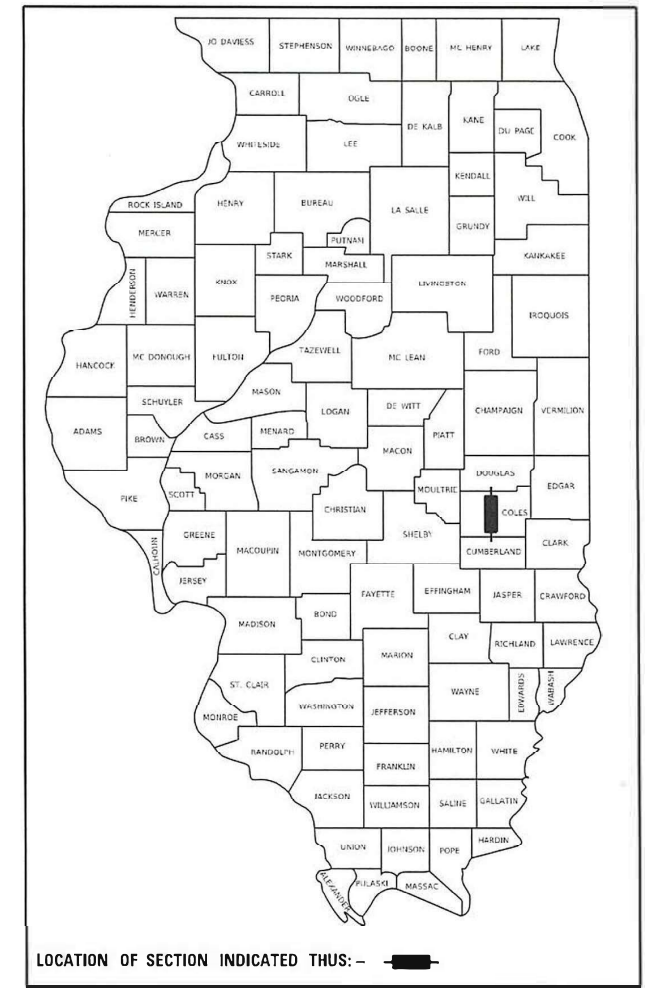 JO DAVIESS
STEPHENSON
WINNEBAGO
BOONE
MC HENRY
LAKE
CARROLL
OGLE
DE KALB
KANE
DU PAGE
COOK
WHITESIDE
LEE
KENDALL
WILL
ROCK ISLAND
HENRY
BUREAU
LA SALLE
GRUNDY
MERCER
PUTNAM
STARK
MARSHALL
KANKAKEE
HENDERSON
WARREN
KNOX
PEORIA
WOODFORD
LIVINGSTON
IROQUOIS
HANCOCK
MC DONOUGH
FULTON
TAZEWELL
MC LEAN
FORD
SCHUYLER
MASON
LOGAN
DE WITT
CHAMPAIGN
VERMILION
ADAMS
BROWN
CASS
MENARD
MACON
PIATT
PIKE
SCOTT
MORGAN
SANGAMON
MOULTRIE
DOUGLAS
EDGAR
CHRISTIAN
COLES
CALHOUN
GREENE
MACOUPIN
MONTGOMERY
SHELBY
CUMBERLAND
CLARK
JERSEY
FAYETTE
EFFINGHAM
JASPER
CRAWFORD
MADISON
BOND
CLAY
RICHLAND
LAWRENCE
CLINTON
MARION
ST. CLAIR
WAYNE
EDWARDS
WABASH
MONROE
WASHINGTON
JEFFERSON
RANDOLPH
PERRY
FRANKLIN
HAMILTON
WHITE
JACKSON
WILLIAMSON
SALINE
GALLATIN
UNION
JOHNSON
POPE
HARDIN
ALEXANDER
PULASKI
MASSAC
LOCATION OF SECTION INDICATED THUS: –